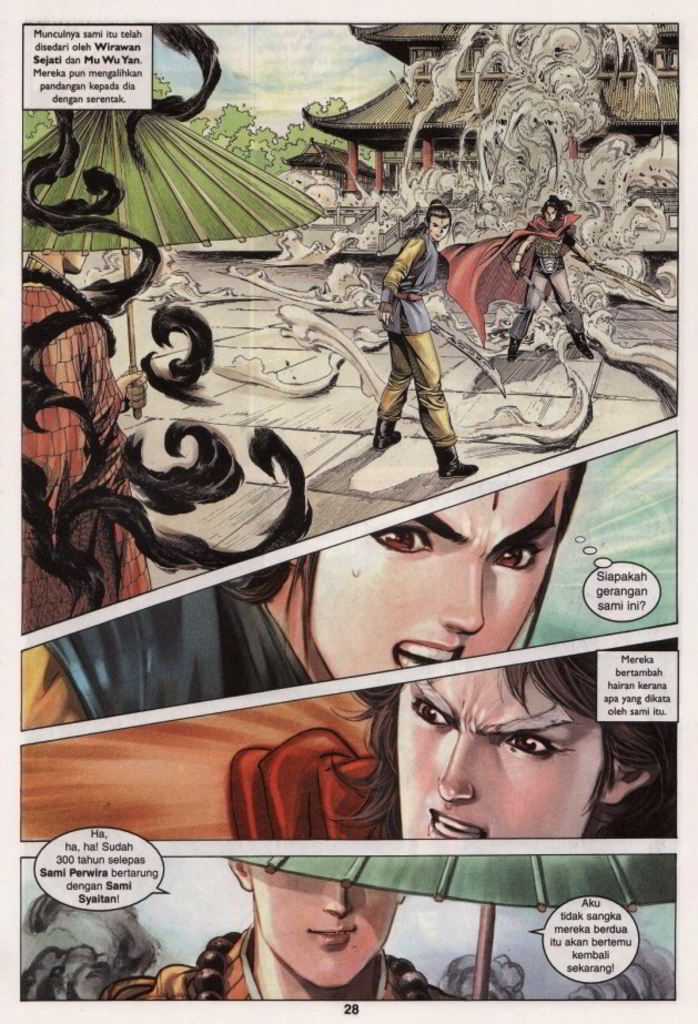 Munculnya sami itu telah
disedari oleh Wirawan
Sejati dan Mu Wu Yan.
Mereka pun mengalihkan
pandangan kepada dia
dengan serentak.
Siapakah
gerangan
sami ini?
Mereka
bertambah
hairan kerana
apa yang dikata
oleh sami itu.
Ha,
ha, ha! Sudah
300 tahun selepas
Sami Perwira bertarung
dengan Sami
Syaitan!
Aku
tidak sangka
mereka berdua
itu akan bertemu
kembali
sekarang!
28